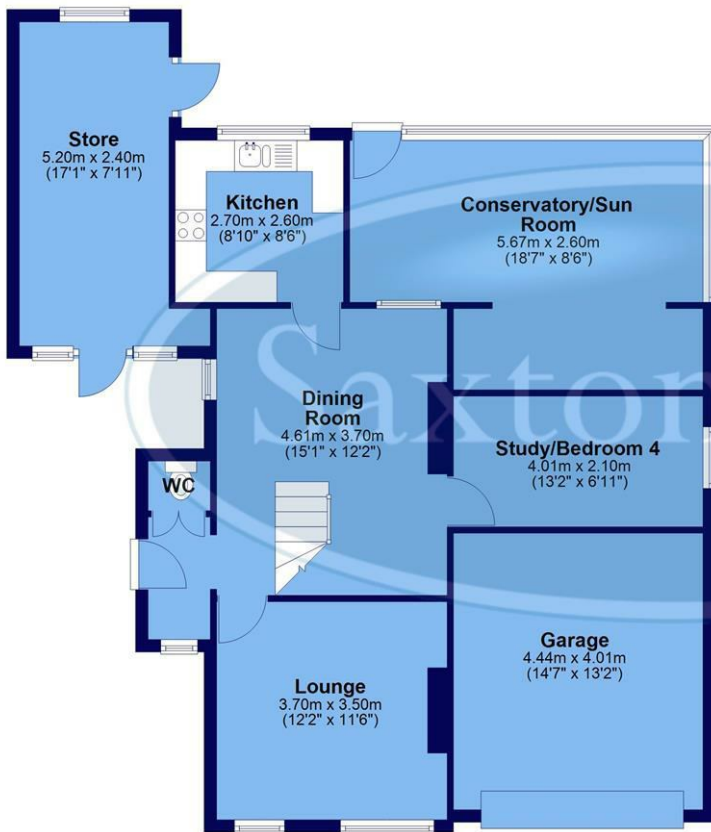 Store
5.20m x 2.40m
(17'1" x 7'11")
Kitchen
2.70m x 2.60m
(8'10" x 8'6")
Conservatory/Sun
Room
5.67m x 2.60m
(18'7" x 8'6")
Dining
Room
4.61m x 3.70m
(15'1" x 12'2")
Study/Bedroom 4
4.01m x 2.10m
(13'2" x 6'11")
WC
Garage
4.44m x 4.01m
(14'7" x 13'2")
Lounge
3.70m x 3.50m
(12'2" x 11'6")
Saxton